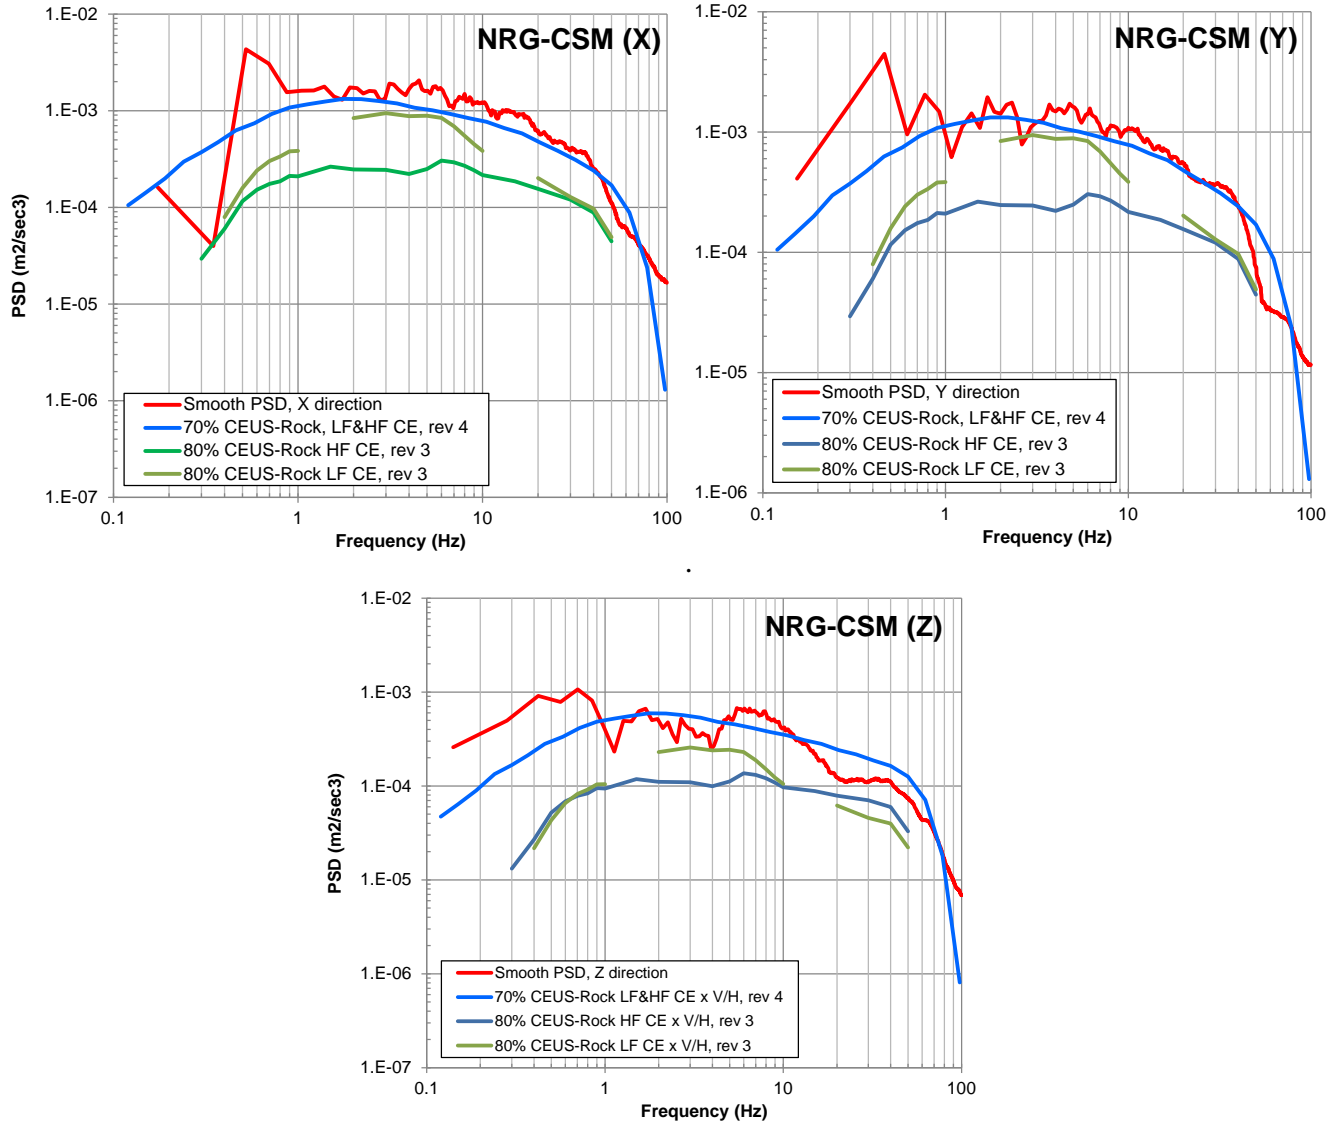 NRG-CSM (X)
1.E-02
1.E-03
1.E-04
1.E-05
1.E-06
1.E-07
PSD (m2/sec3)
Smooth PSD, X direction
70% CEUS-Rock, LF&HF CE, rev 4
80% CEUS-Rock HF CE, rev 3
80% CEUS-Rock LF CE, rev 3
0.1 1 10 100
Frequency (Hz)
NRG-CSM (Y)
1.E-02
1.E-03
1.E-04
1.E-05
1.E-06
PSD (m2/sec3)
Smooth PSD, Y direction
70% CEUS-Rock, LF&HF CE, rev 4
80% CEUS-Rock HF CE, rev 3
80% CEUS-Rock LF CE, rev 3
0.1 1 10 100
Frequency (Hz)
.
NRG-CSM (Z)
1.E-02
1.E-03
1.E-04
1.E-05
1.E-06
1.E-07
PSD (m2/sec3)
Smooth PSD, Z direction
70% CEUS-Rock LF&HF CE x V/H, rev 4
80% CEUS-Rock HF CE x V/H, rev 3
80% CEUS-Rock LF CE x V/H, rev 3
0.1 1 10 100
Frequency (Hz)